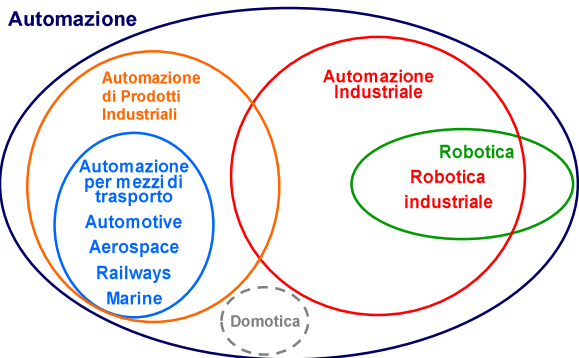 Automazione
Automazione
di Prodotti
Industriali
Automazione
per mezzi di
trasporto
Automotive
Aerospace
Railways
Marine
Automazione
Industriale
Robotica
Robotica
industriale
Domotica